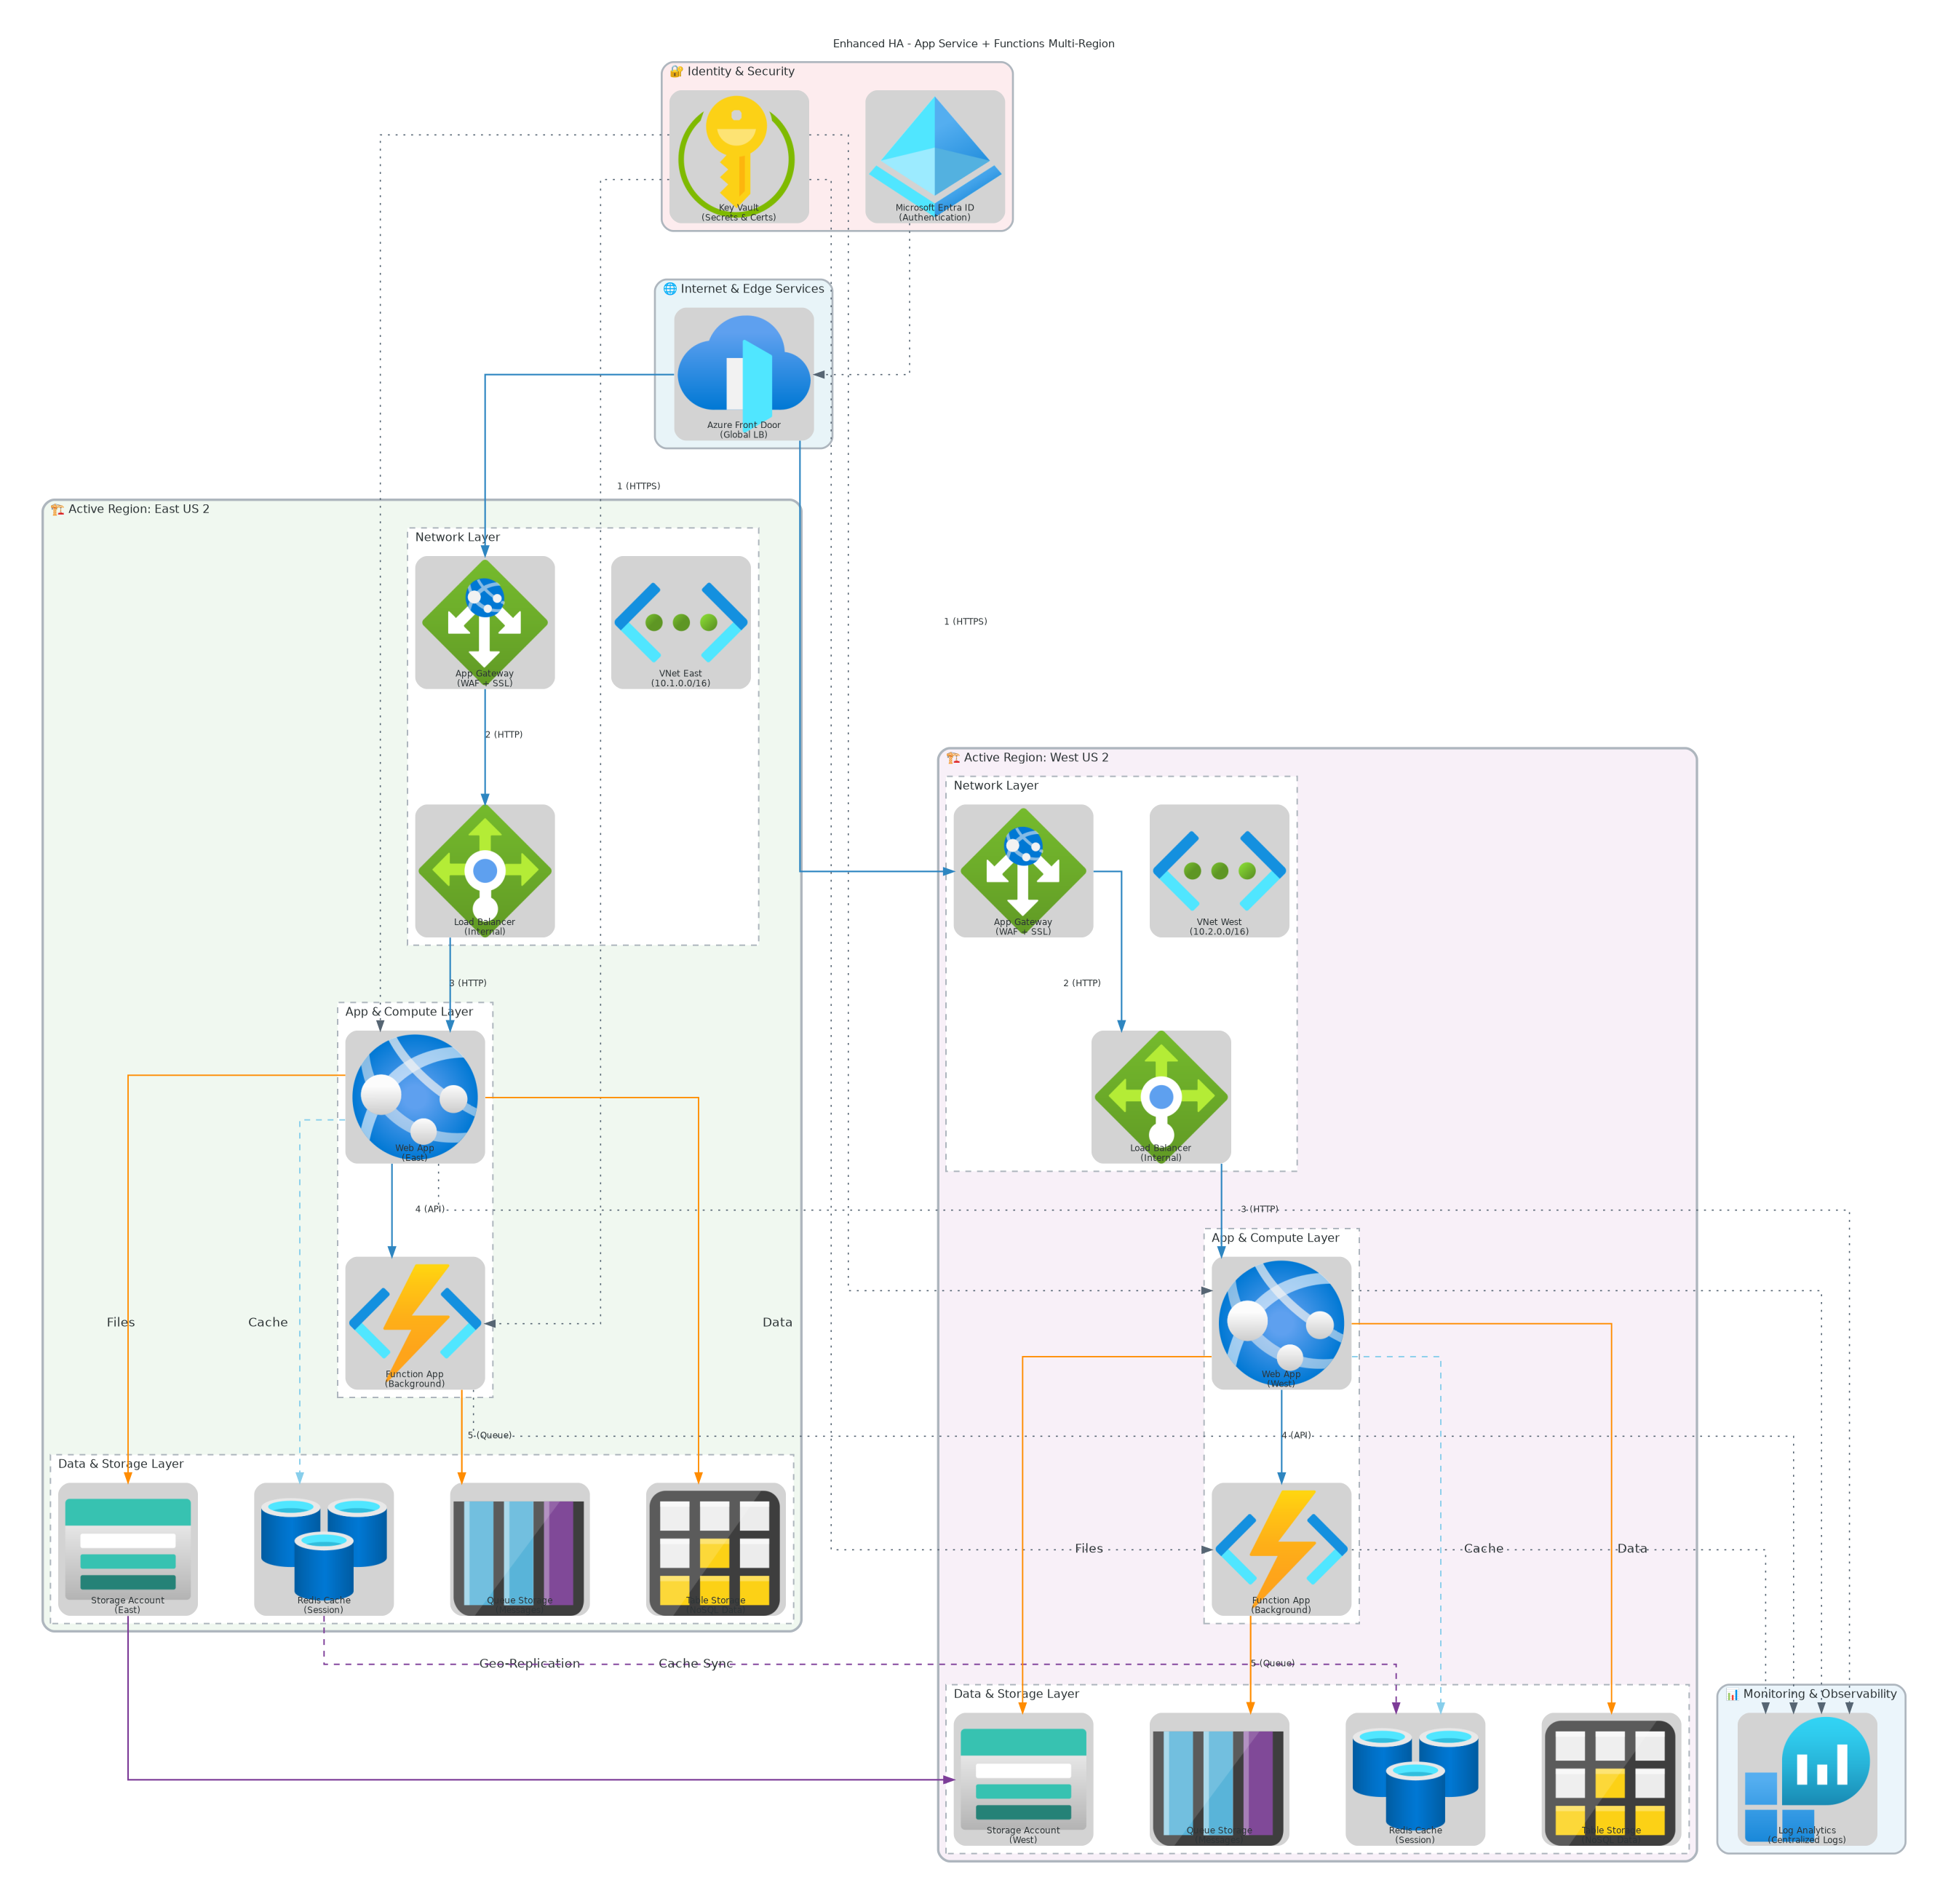 Enhanced HA - App Service + Functions Multi-Region
🔐 Identity & Security
Key Vault
(Secrets & Certs)
Microsoft Entra ID
(Authentication)
🌐 Internet & Edge Services
Azure Front Door
(Global LB)
1 (HTTPS)
1 (HTTPS)
🏗️ Active Region: East US 2
Network Layer
App Gateway
(WAF + SSL)
VNet East
(10.1.0.0/16)
2 (HTTP)
Load Balancer
(Internal)
3 (HTTP)
App & Compute Layer
Web App
(East)
4 (API)
Function App
(Background)
Files
Cache
Data
5 (Queue)
Data & Storage Layer
Storage Account
(East)
Redis Cache
(Session)
Queue Storage
Table Storage
Geo-Replication
Cache Sync
🏗️ Active Region: West US 2
Network Layer
App Gateway
(WAF + SSL)
VNet West
(10.2.0.0/16)
2 (HTTP)
Load Balancer
(Internal)
3 (HTTP)
App & Compute Layer
Web App
(West)
4 (API)
Function App
(Background)
Files
Cache
Data
5 (Queue)
Data & Storage Layer
Storage Account
(West)
Queue Storage
Redis Cache
(Session)
Table Storage
📊 Monitoring & Observability
Log Analytics
(Centralized Logs)